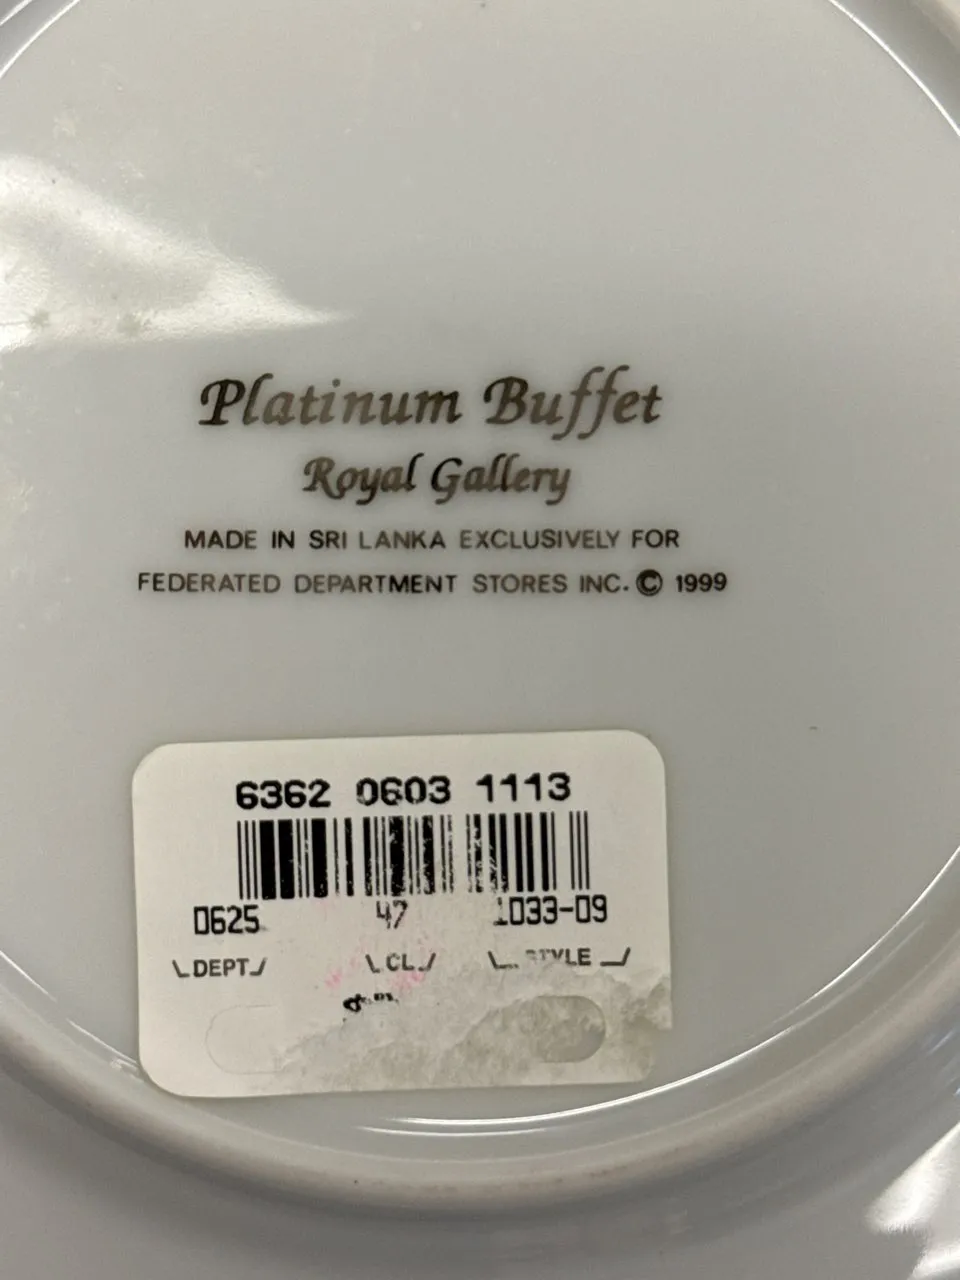 Platinum Buffet
Royal Gallery
MADE IN SRI LANKA EXCLUSIVELY FOR
FEDERATED DEPARTMENT STORES INC. © 1999
6362 0603 1113
0625 47 1033-09
DEPT CL STYLE